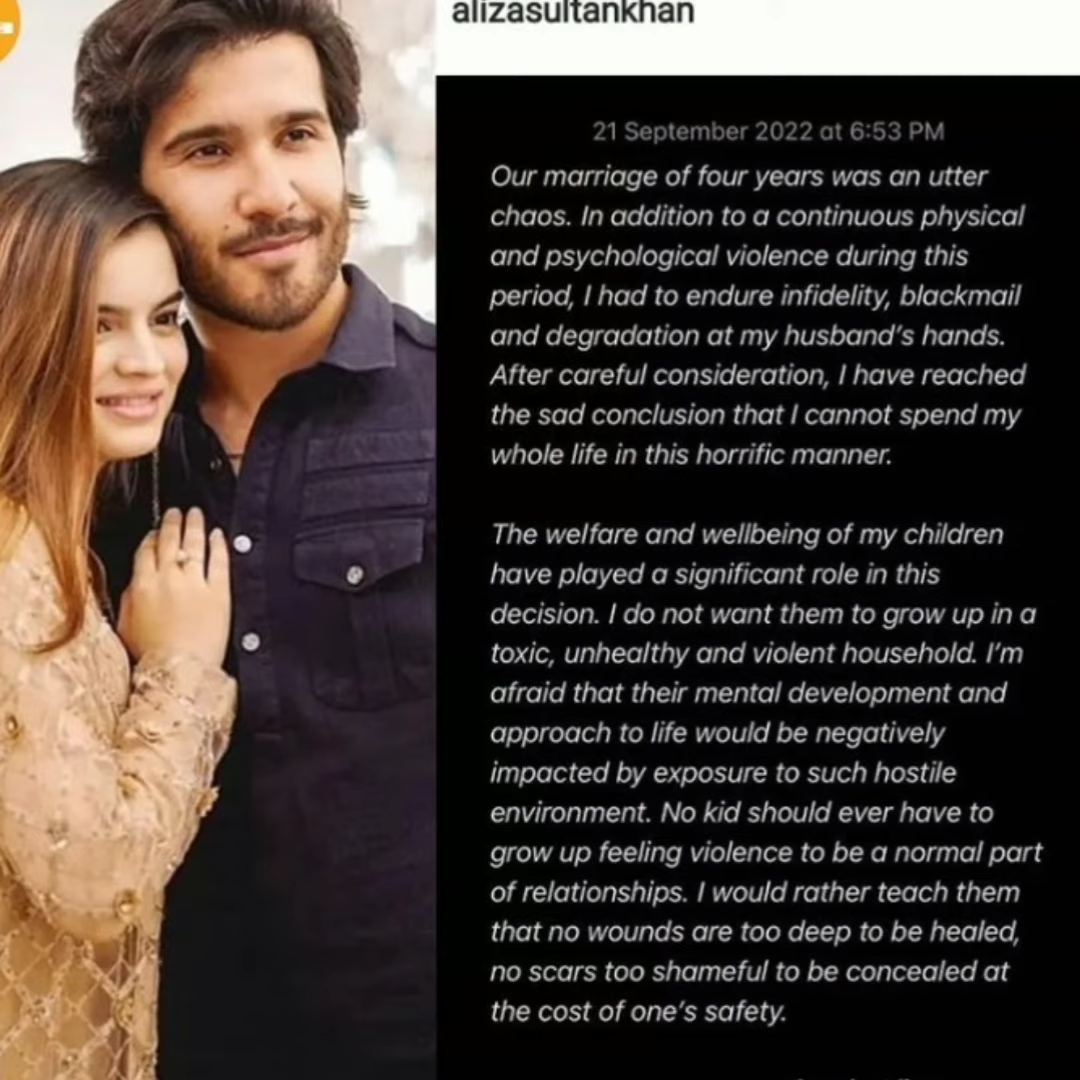 alizasultankhan
21 September 2022 at 6:53 PM
Our marriage of four years was an utter
chaos. In addition to a continuous physical
and psychological violence during this
period, I had to endure infidelity, blackmail
and degradation at my husband's hands.
After careful consideration, I have reached
the sad conclusion that I cannot spend my
whole life in this horrific manner.
The welfare and wellbeing of my children
have played a significant role in this
decision. I do not want them to grow up in a
toxic, unhealthy and violent household. I'm
afraid that their mental development and
approach to life would be negatively
impacted by exposure to such hostile
environment. No kid should ever have to
grow up feeling violence to be a normal part
of relationships. I would rather teach them
that no wounds are too deep to be healed,
no scars too shameful to be concealed at
the cost of one's safety.